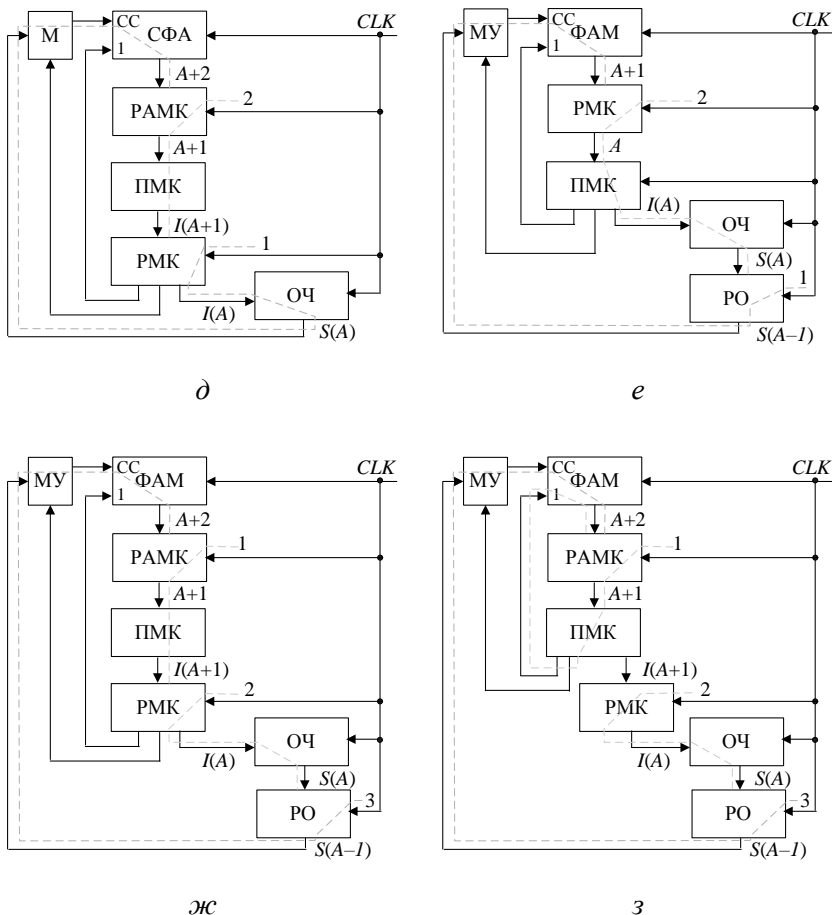 М
CC
СФА
1
CLK
A+2
РАМК
2
A+1
ПМК
I(A+1)
РМК
1
I(A)
ОЧ
S(A)
д
МУ
CC
ФАМ
1
CLK
A+1
РМК
2
A
ПМК
I(A)
ОЧ
S(A)
РО
1
S(A–1)
е
МУ
CC
ФАМ
1
CLK
A+2
РАМК
1
A+1
ПМК
I(A+1)
РМК
2
I(A)
ОЧ
S(A)
РО
3
S(A–1)
ж
МУ
CC
ФАМ
1
CLK
A+2
РАМК
1
A+1
ПМК
I(A+1)
РМК
2
I(A)
ОЧ
S(A)
РО
3
S(A–1)
з